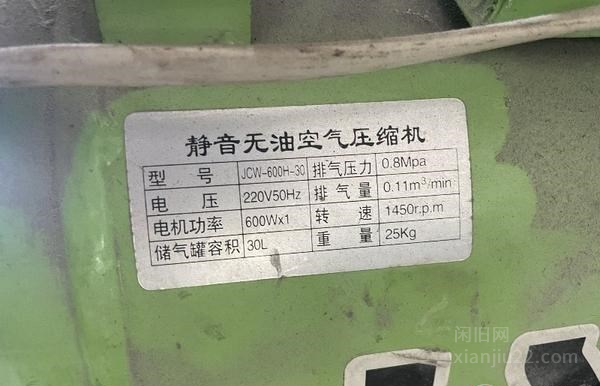 静音无油空气压缩机
型 号 JCW-600H-30 排气压力 0.8Mpa
电 压 220V50Hz 排 气 量 0.11m³/min
电机功率 600Wx1 转 速 1450r.p.m
储气罐容积 30L 重 量 25Kg
闲旧网
xianjiu22.com